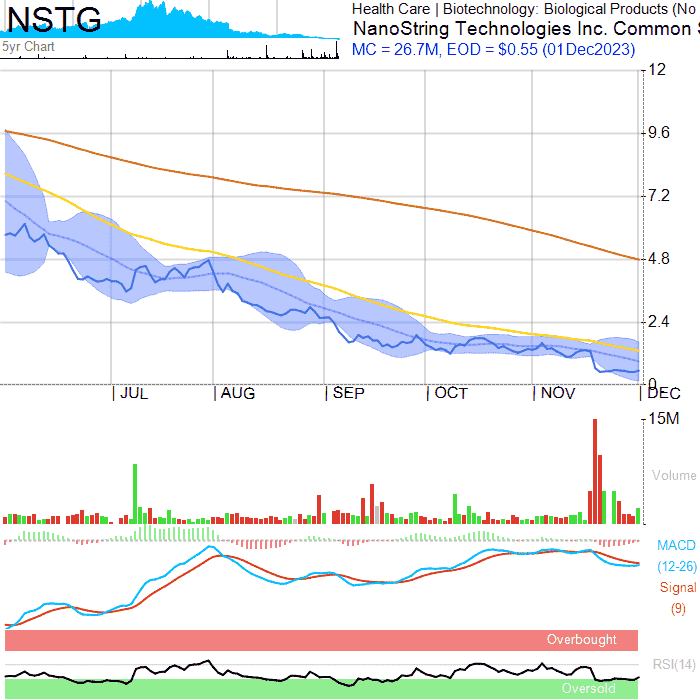 NSTG
5yr Chart
Health Care | Biotechnology: Biological Products (No
NanoString Technologies Inc. Common S
MC = 26.7M, EOD = $0.55 (01Dec2023)
12
9.6
7.2
4.8
2.4
0
JUL AUG SEP OCT NOV DEC
15M
Volume
MACD
(12-26)
Signal
(9)
Overbought
RSI(14)
Oversold